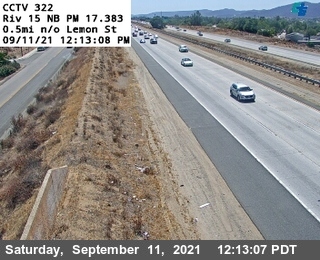 CCTV 322
Riv 15 NB PM 17.383
0.5mi n/o Lemon St
09/11/21 12:13:08 PM
Saturday, September 11, 2021 12:13:07 PDT